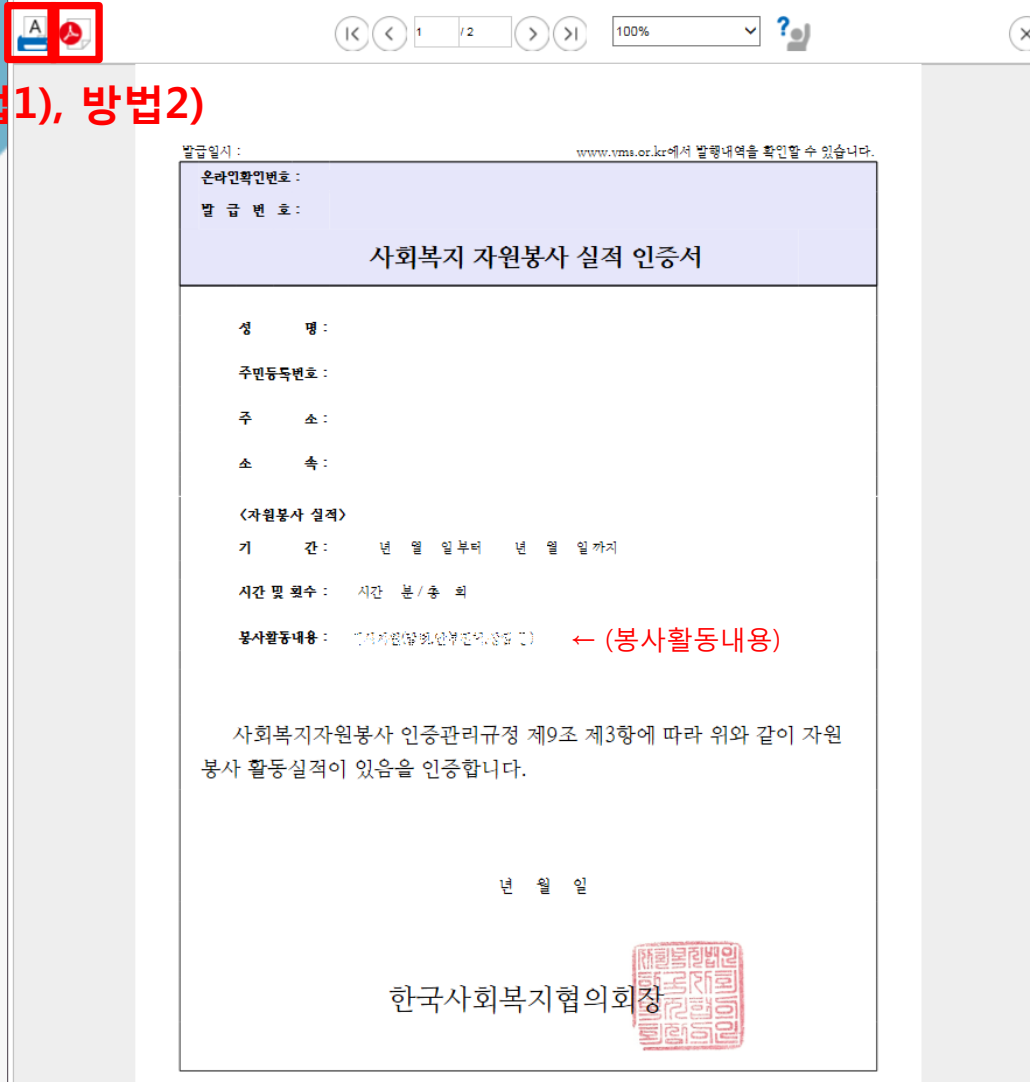 A
1 / 2
100%
?
1), 방법2)
발급일시 :
www.vms.or.kr에서 발행내역을 확인할 수 있습니다.
온라인확인번호 :
발 급 번 호 :
사회복지 자원봉사 실적 인증서
성 명 :
주민등록번호 :
주 소 :
소 속 :
<자원봉사 실적>
기 간 : 년 월 일부터 년 월 일까지
시간 및 횟수 : 시간 분/총 회
봉사활동내용 : ← (봉사활동내용)
사회복지자원봉사 인증관리규정 제9조 제3항에 따라 위와 같이 자원
봉사 활동실적이 있음을 인증합니다.
년 월 일
한국사회복지협의회장